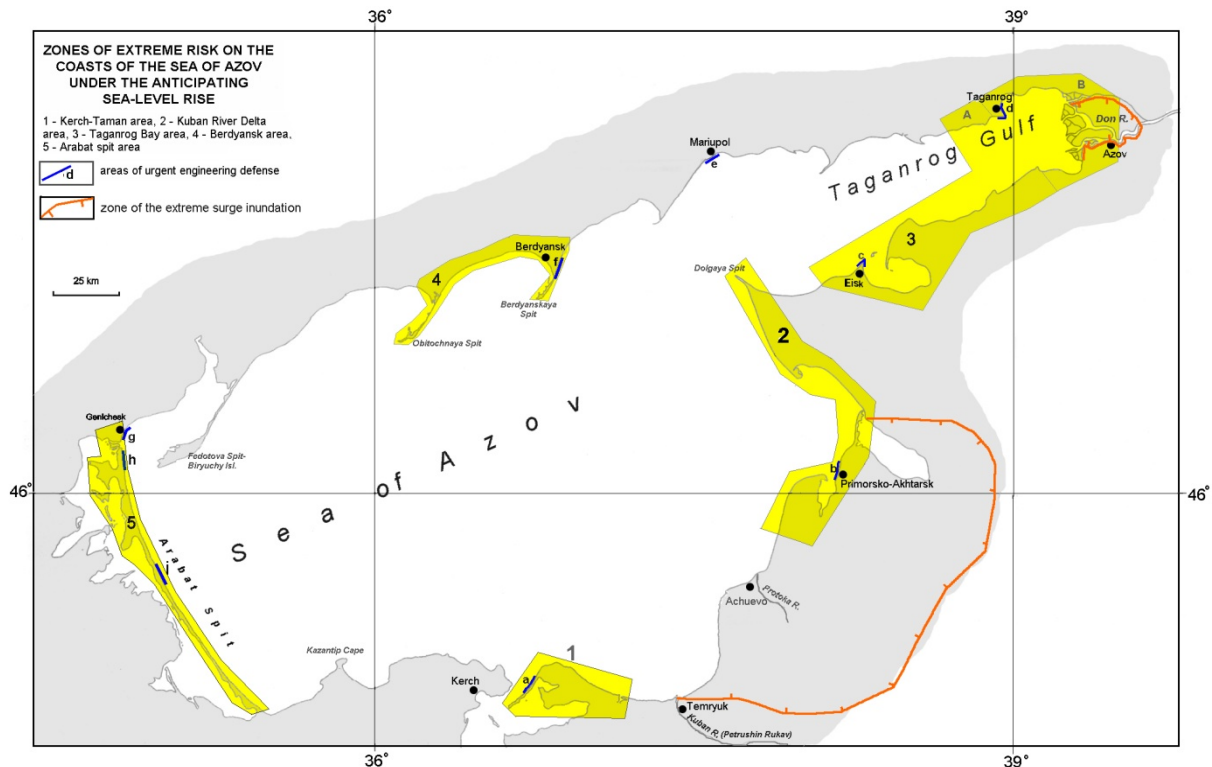 36°
39°
ZONES OF EXTREME RISK ON THE
COASTS OF THE SEA OF AZOV
UNDER THE ANTICIPATING
SEA-LEVEL RISE
1 - Kerch-Taman area, 2 - Kuban River Delta
area, 3 - Taganrog Bay area, 4 - Berdyansk area,
5 - Arabat spit area
d areas of urgent engineering defense
zone of the extreme surge inundation
25 km
Taganrog
d
A
B
Don R.
Azov
Mariupol
e
Taganrog Gulf
3
c
Eisk
Berdyansk
f
4
Berdyanskaya
Spit
Obitochnaya Spit
Dolgaya Spit
2
Genichesk
g
h
Fedotova Spit-
Biryuchy Isl.
Sea of Azov
b
Primorsko-Akhtarsk
46°
46°
5
j
Arabat Spit
Achuevo
Protoka R.
Kazantip Cape
1
Kerch
a
Temryuk
Kuban R. (Petrushin Rukav)
36°
39°